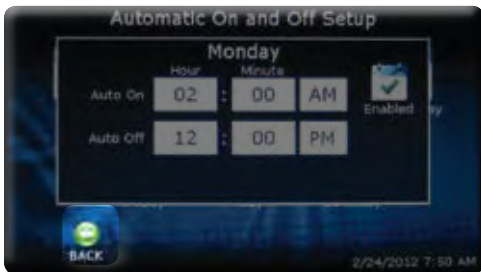 Automatic On and Off Setup
Monday
Hour Minute
Auto On 02 : 00 AM
Enabled
Auto Off 12 : 00 PM
BACK
2/24/2012 7:50 AM